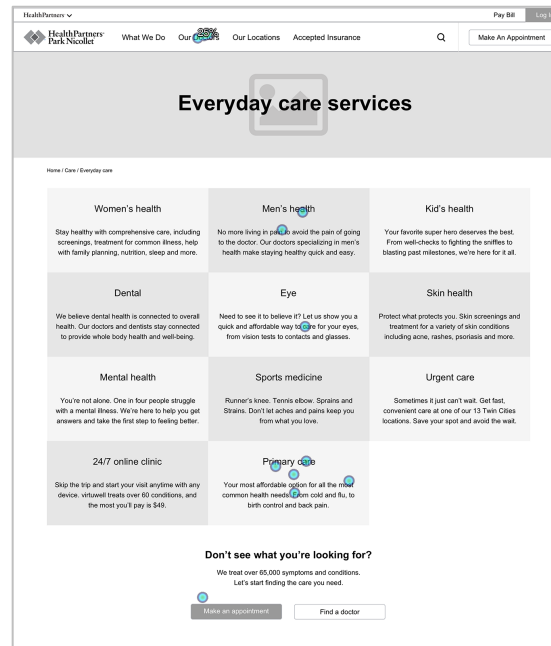 HealthPartners
Pay Bill
Log In
HealthPartners
Park Nicollet
What We Do
Our Doctors
25%
Our Locations
Accepted Insurance
Make An Appointment
Everyday care services
Home / Care / Everyday care
Women's health
Stay healthy with comprehensive care, including
screenings, treatment for common illness, help
with family planning, nutrition, sleep and more.
Men's health
No more living in pain to avoid the pain of going
to the doctor. Our doctors specializing in men's
health make staying healthy quick and easy.
Kid's health
Your favorite super hero deserves the best.
From well-checks to fighting the sniffles to
blasting past milestones, we're here for it all.
Dental
We believe dental health is connected to overall
health. Our doctors and dentists stay connected
to provide whole body health and well-being.
Eye
Need to see it to believe it? Let us show you a
quick and affordable way to care for your eyes,
from vision tests to contacts and glasses.
Skin health
Protect what protects you. Skin screenings and
treatment for a variety of skin conditions
including acne, rashes, psoriasis and more.
Mental health
You're not alone. One in four people struggle
with a mental illness. We're here to help you get
answers and take the first step to feeling better.
Sports medicine
Runner's knee. Tennis elbow. Sprains and
Strains. Don't let aches and pains keep you
from what you love.
Urgent care
Sometimes it just can't wait. Get fast,
convenient care at one of our 13 Twin Cities
locations. Save your spot and avoid the wait.
24/7 online clinic
Skip the trip and start your visit anytime with any
device. virtuwell treats over 60 conditions, and
the most you'll pay is $49.
Primary care
Your most affordable option for all the most
common health needs. From cold and flu, to
birth control and back pain.
Don't see what you're looking for?
We treat over 65,000 symptoms and conditions.
Let's start finding the care you need.
Make an appointment
Find a doctor